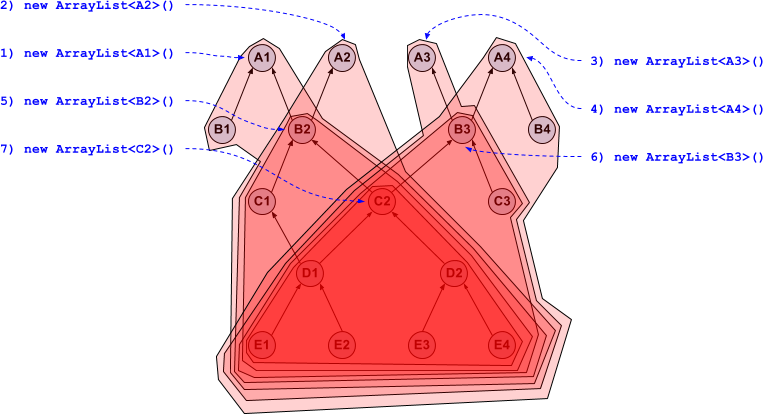 2) new ArrayList<A2>()
1) new ArrayList<A1>()
5) new ArrayList<B2>()
7) new ArrayList<C2>()
3) new ArrayList<A3>()
4) new ArrayList<A4>()
6) new ArrayList<B3>()
A1 A2 A3 A4
B1 B2 B3 B4
C1 C2 C3
D1 D2
E1 E2 E3 E4